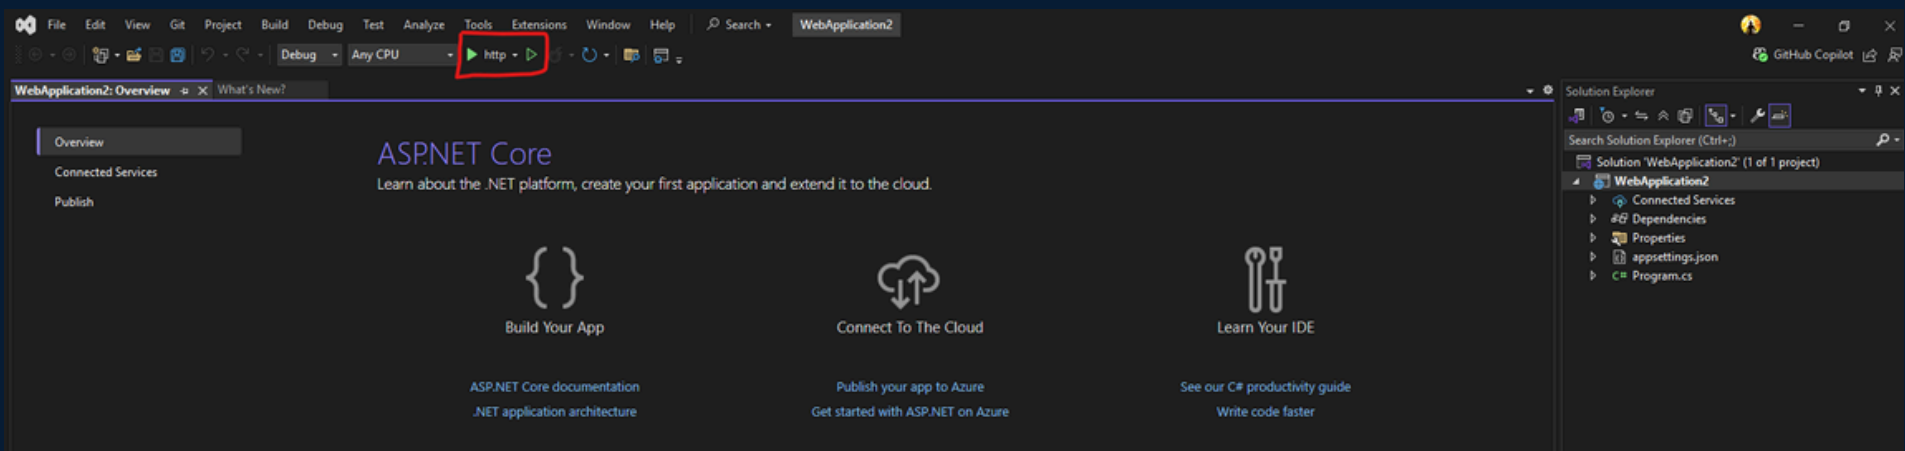 File Edit View Git Project Build Debug Test Analyze Tools Extensions Window Help Search WebApplication2
Debug Any CPU http GitHub Copilot
WebApplication2: Overview What's New?
Overview
Connected Services
Publish
ASP.NET Core
Learn about the .NET platform, create your first application and extend it to the cloud.
Build Your App
Connect To The Cloud
Learn Your IDE
ASP.NET Core documentation
.NET application architecture
Publish your app to Azure
Get started with ASP.NET on Azure
See our C# productivity guide
Write code faster
Solution Explorer
Search Solution Explorer (Ctrl+;)
Solution 'WebApplication2' (1 of 1 project)
WebApplication2
Connected Services
Dependencies
Properties
appsettings.json
C# Program.cs